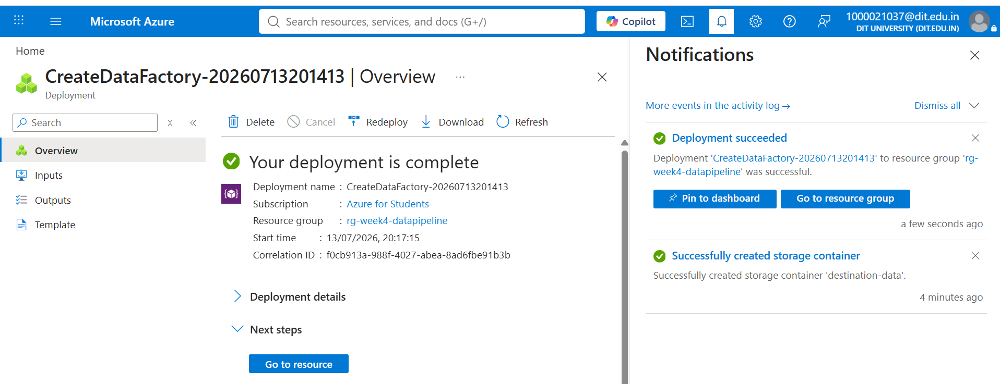 Microsoft Azure
Search resources, services, and docs (G+/)
Copilot
1000021037@dit.edu.in
DIT UNIVERSITY (DIT.EDU.IN)
Home
CreateDataFactory-20260713201413 | Overview
...
Deployment
Search
Overview
Inputs
Outputs
Template
Delete
Cancel
Redeploy
Download
Refresh
Your deployment is complete
Deployment name : CreateDataFactory-20260713201413
Subscription : Azure for Students
Resource group : rg-week4-datapipeline
Start time : 13/07/2026, 20:17:15
Correlation ID : f0cb913a-988f-4027-abea-8ad6fbe91b3b
Deployment details
Next steps
Go to resource
Notifications
More events in the activity log →
Dismiss all
Deployment succeeded
Deployment 'CreateDataFactory-20260713201413' to resource group 'rg-
week4-datapipeline' was successful.
Pin to dashboard
Go to resource group
a few seconds ago
Successfully created storage container
Successfully created storage container 'destination-data'.
4 minutes ago